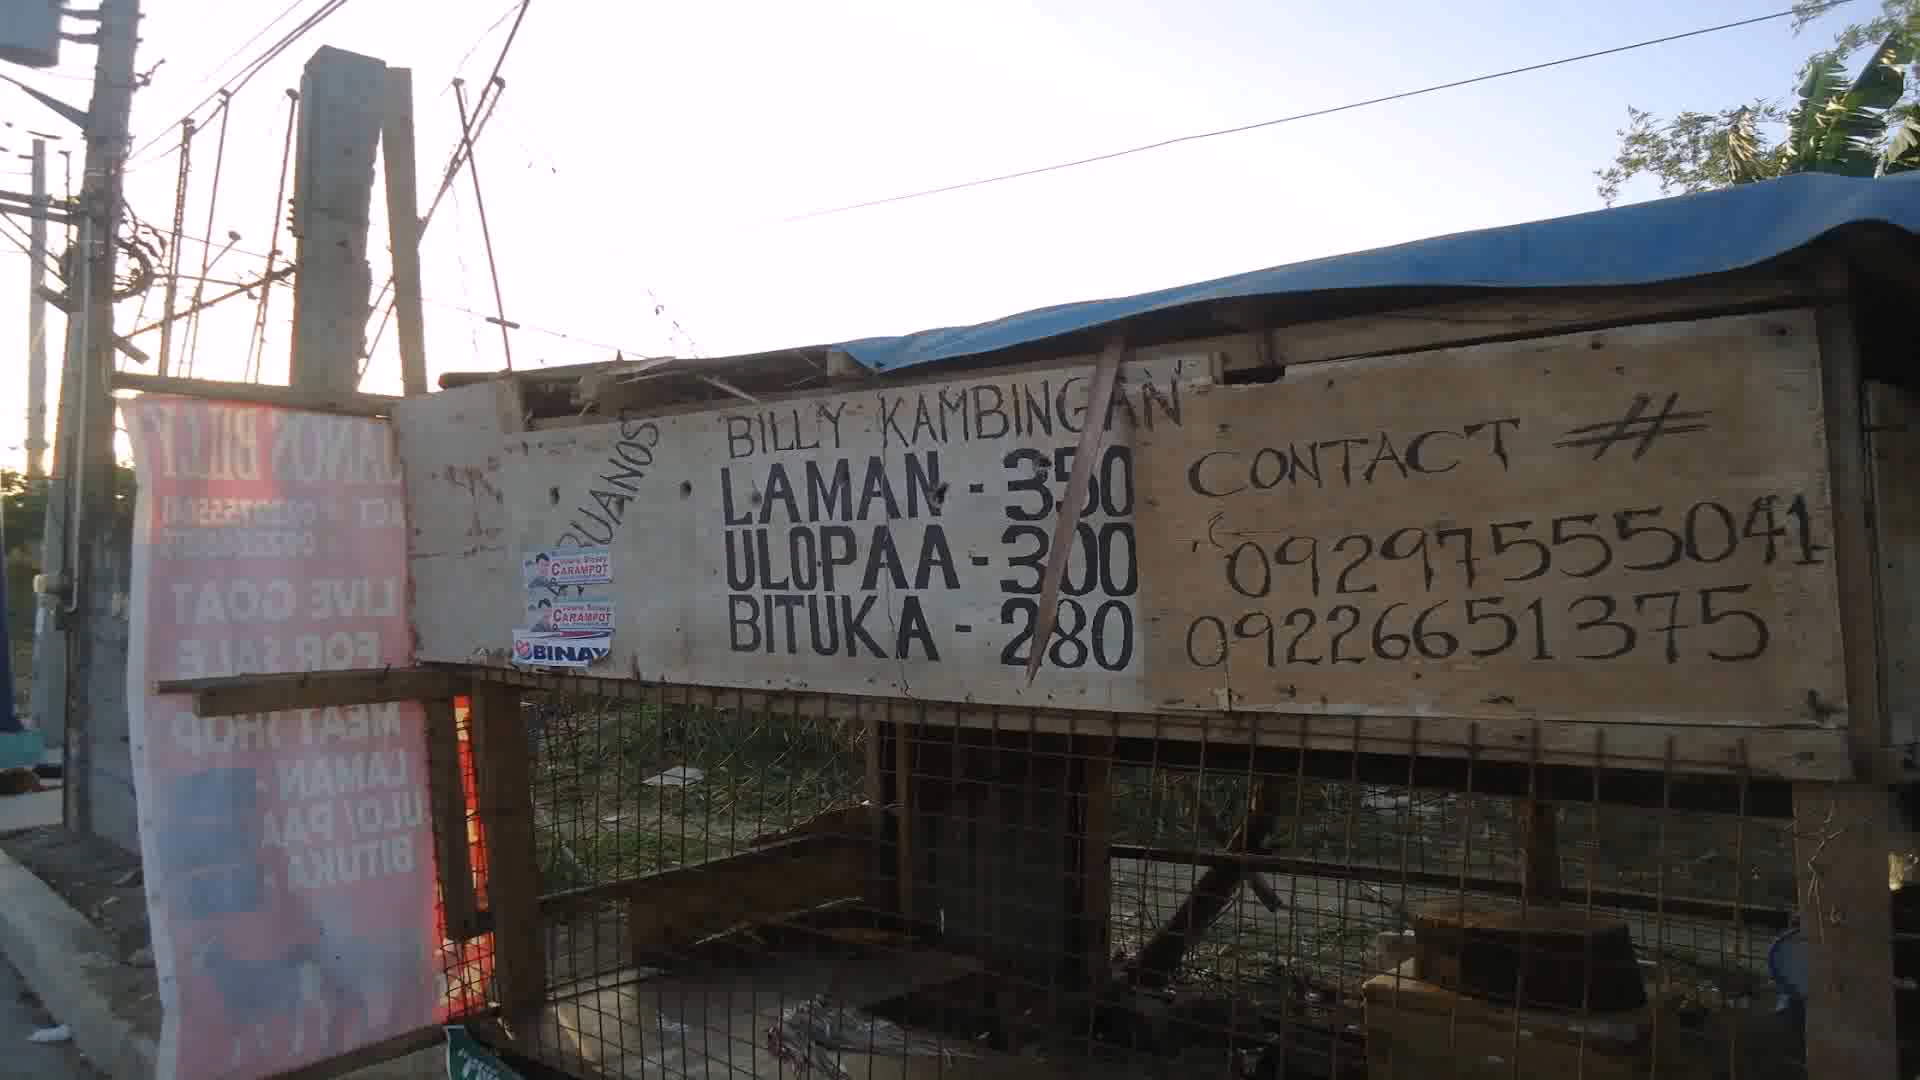 BILLY KAMBINGAN
LAMAN - 350
ULOPAA - 300
BITUKA - 280
CONTACT #
09297555041
09226651375
RUANOS
CARAMPOT
CARAMPOT
BINAY
LIVE GOAT
FOR SALE
MEAT SHOP
LAMAN
ULO/PAA
BITUKA